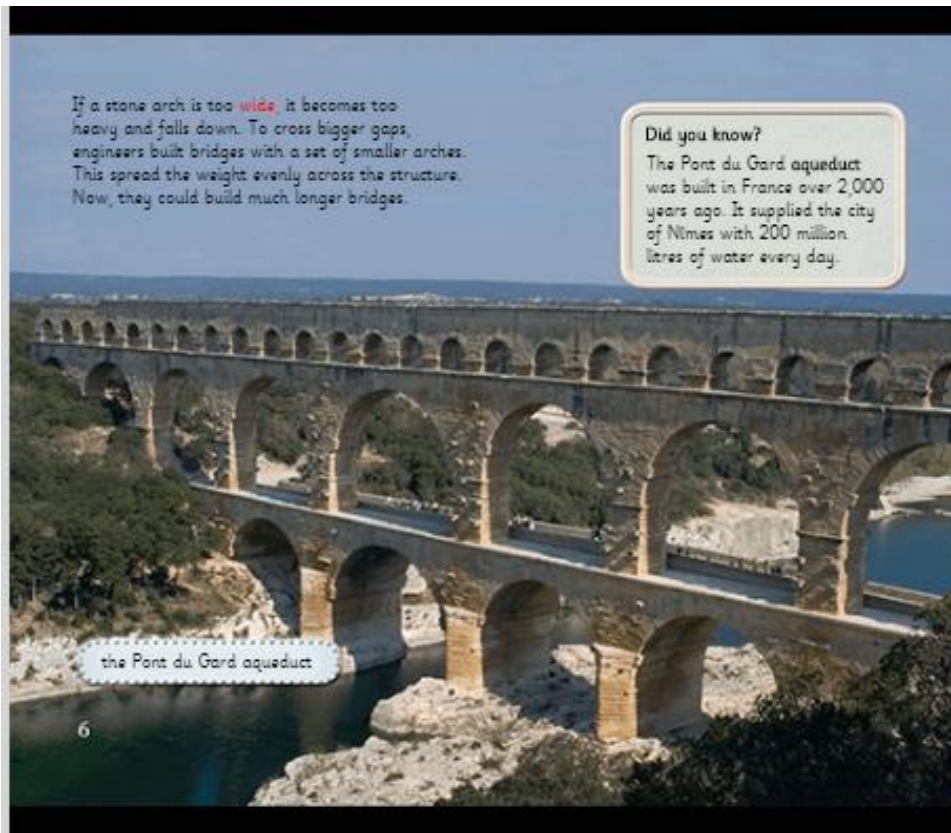 If a stone arch is too wide, it becomes too
heavy and falls down. To cross bigger gaps,
engineers built bridges with a set of smaller arches.
This spread the weight evenly across the structure.
Now, they could build much longer bridges.
Did you know?
The Pont du Gard aqueduct
was built in France over 2,000
years ago. It supplied the city
of Nîmes with 200 million
litres of water every day.
the Pont du Gard aqueduct
6